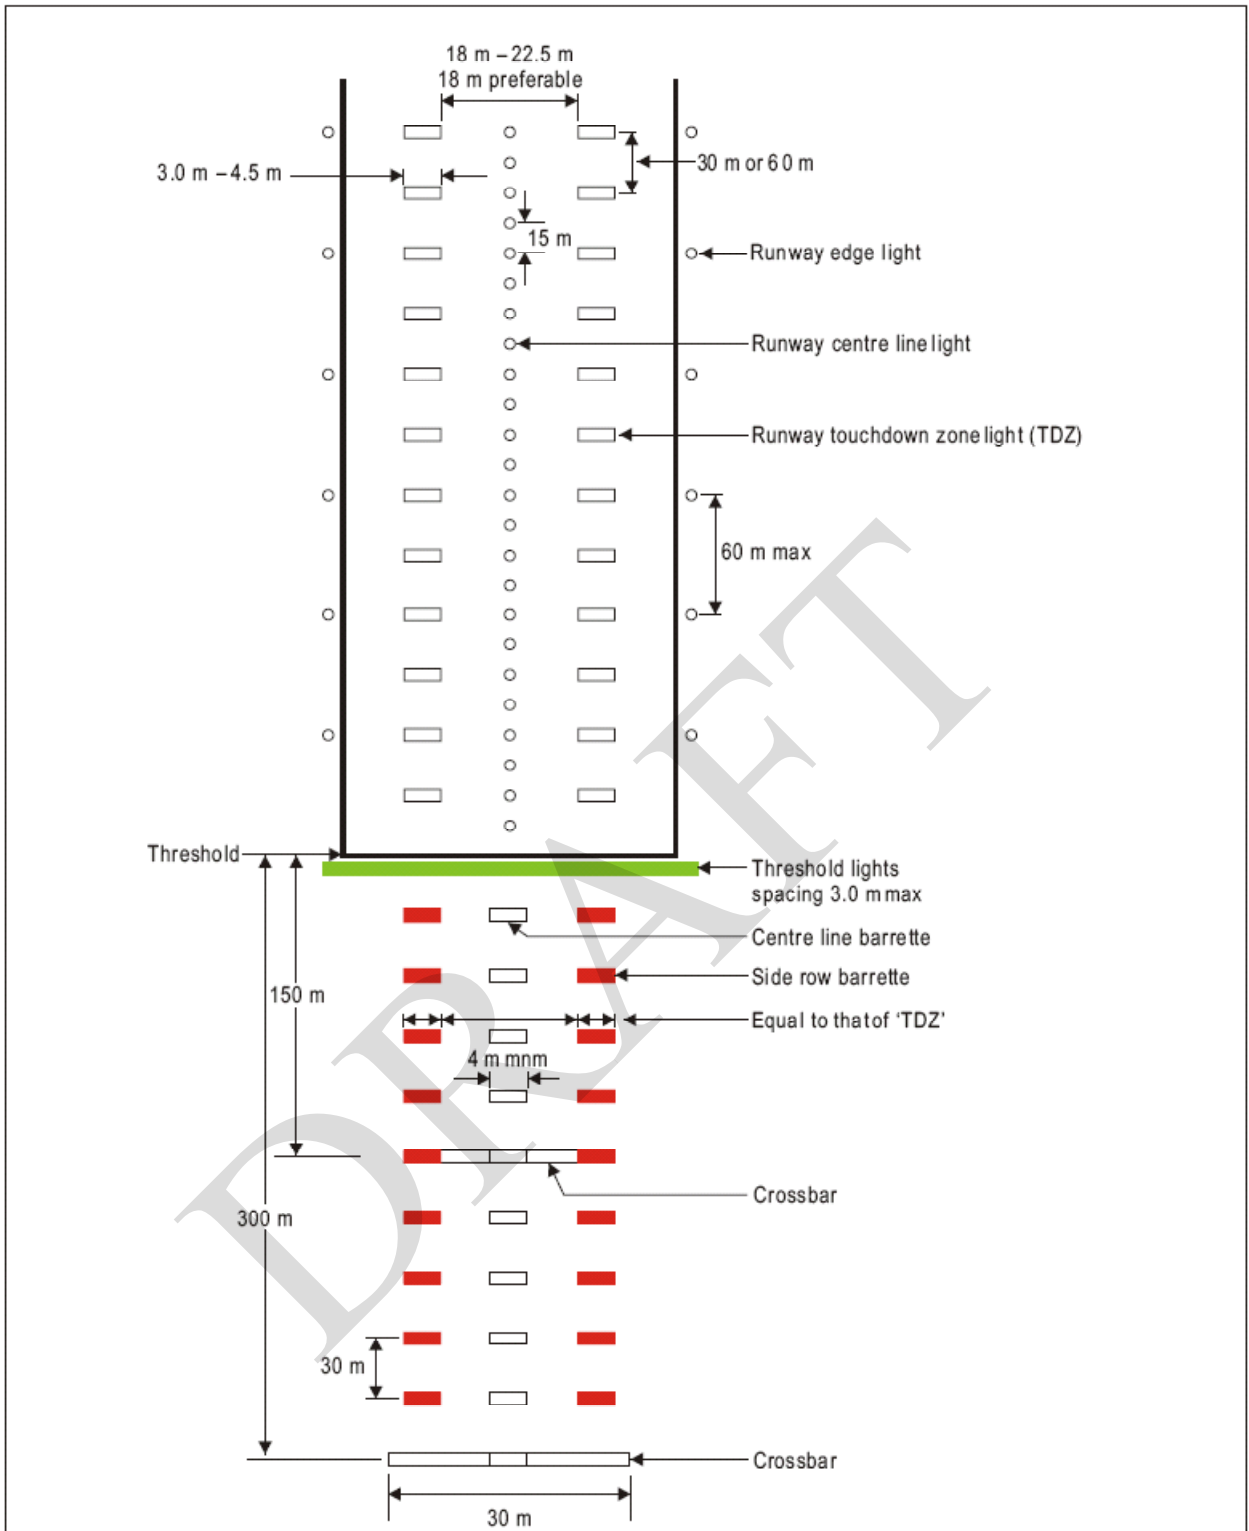 18 m – 22.5 m
18 m preferable
3.0 m – 4.5 m
30 m or 60 m
15 m
Runway edge light
Runway centre line light
Runway touchdown zone light (TDZ)
60 m max
Threshold
Threshold lights
spacing 3.0 m max
Centre line barrette
Side row barrette
150 m
Equal to that of ‘TDZ’
4 m mnm
Crossbar
300 m
30 m
Crossbar
30 m
DRAFT